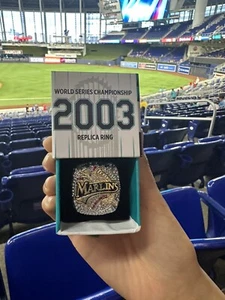 WORLD SERIES CHAMPIONSHIP
2003
REPLICA RING
MARLINS